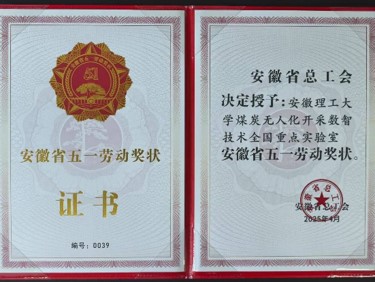 安徽省五一劳动奖状
证书
编号：0039
安徽省总工会
决定授予：安徽理工大
学煤炭无人化开采数智
技术全国重点实验室
安徽省五一劳动奖状。
安徽省总工会
2025年4月